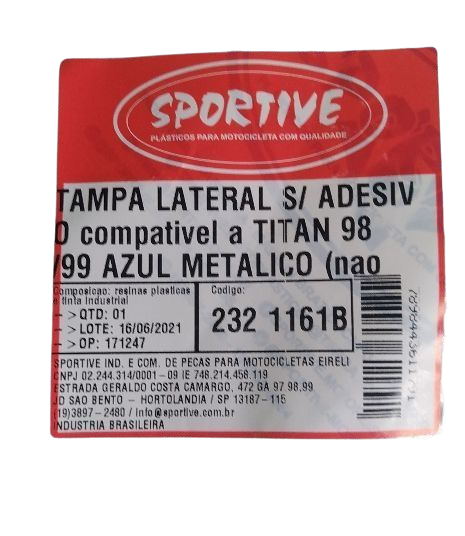 SPORTIVE
PLÁSTICOS PARA MOTOCICLETA COM QUALIDADE
TAMPA LATERAL S/ ADESIV
O compativel a TITAN 98
/99 AZUL METALICO (nao
Composicao: resinas plasticas
e tinta industrial
- >QTD: 01
- >LOTE: 16/06/2021
- >OP: 171247
Codigo:
232 1161B
SPORTIVE IND. E COM. DE PECAS PARA MOTOCICLETAS EIRELI
CNPJ 02.244.314/0001-09 IE 748.214.458.119
ESTRADA GERALDO COSTA CAMARGO, 472 GA 97,98,99
JD SAO BENTO - HORTOLANDIA / SP 13187-115
(19)3897-2480 / info@sportive.com.br
INDUSTRIA BRASILEIRA